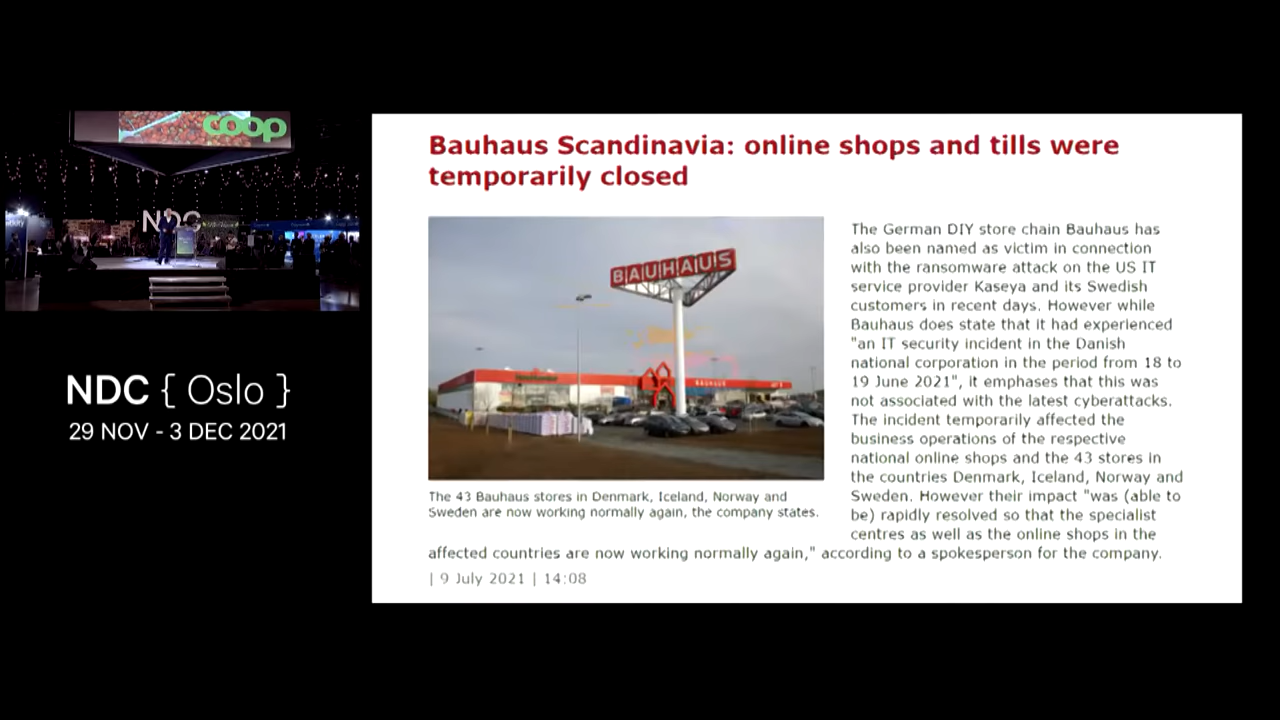 coop
NDC
NDC { Oslo }
29 NOV - 3 DEC 2021
Bauhaus Scandinavia: online shops and tills were
temporarily closed
BAUHAUS
BAUHAUS
The German DIY store chain Bauhaus has
also been named as victim in connection
with the ransomware attack on the US IT
service provider Kaseya and its Swedish
customers in recent days. However while
Bauhaus does state that it had experienced
"an IT security incident in the Danish
national corporation in the period from 18 to
19 June 2021", it emphases that this was
not associated with the latest cyberattacks.
The incident temporarily affected the
business operations of the respective
national online shops and the 43 stores in
the countries Denmark, Iceland, Norway and
Sweden. However their impact "was (able to
be) rapidly resolved so that the specialist
centres as well as the online shops in the
affected countries are now working normally again," according to a spokesperson for the company.
The 43 Bauhaus stores in Denmark, Iceland, Norway and
Sweden are now working normally again, the company states.
| 9 July 2021 | 14:08